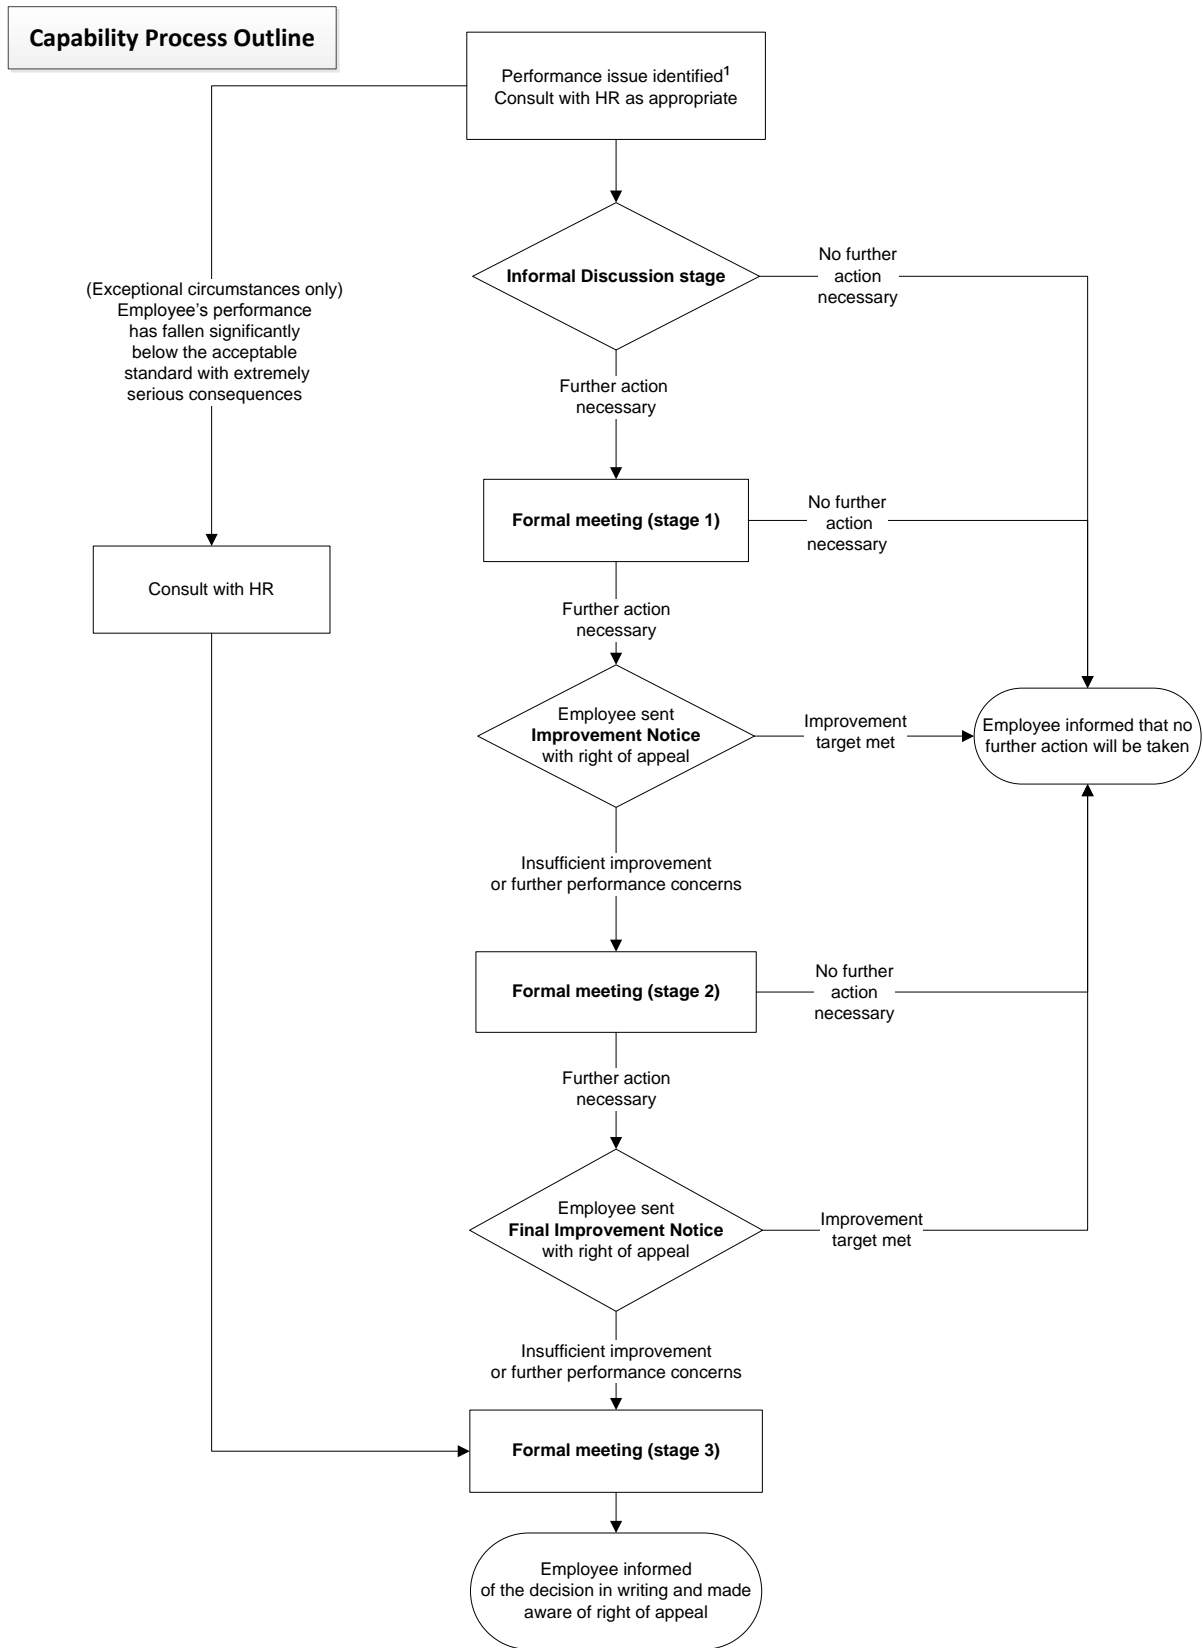 Capability Process Outline
Performance issue identified¹
Consult with HR as appropriate
Informal Discussion stage
No further
action
necessary
(Exceptional circumstances only)
Employee’s performance
has fallen significantly
below the acceptable
standard with extremely
serious consequences
Further action
necessary
Formal meeting (stage 1)
No further
action
necessary
Consult with HR
Further action
necessary
Employee sent
Improvement Notice
with right of appeal
Improvement
target met
Employee informed that no
further action will be taken
Insufficient improvement
or further performance concerns
Formal meeting (stage 2)
No further
action
necessary
Further action
necessary
Employee sent
Final Improvement Notice
with right of appeal
Improvement
target met
Insufficient improvement
or further performance concerns
Formal meeting (stage 3)
Employee informed
of the decision in writing and made
aware of right of appeal